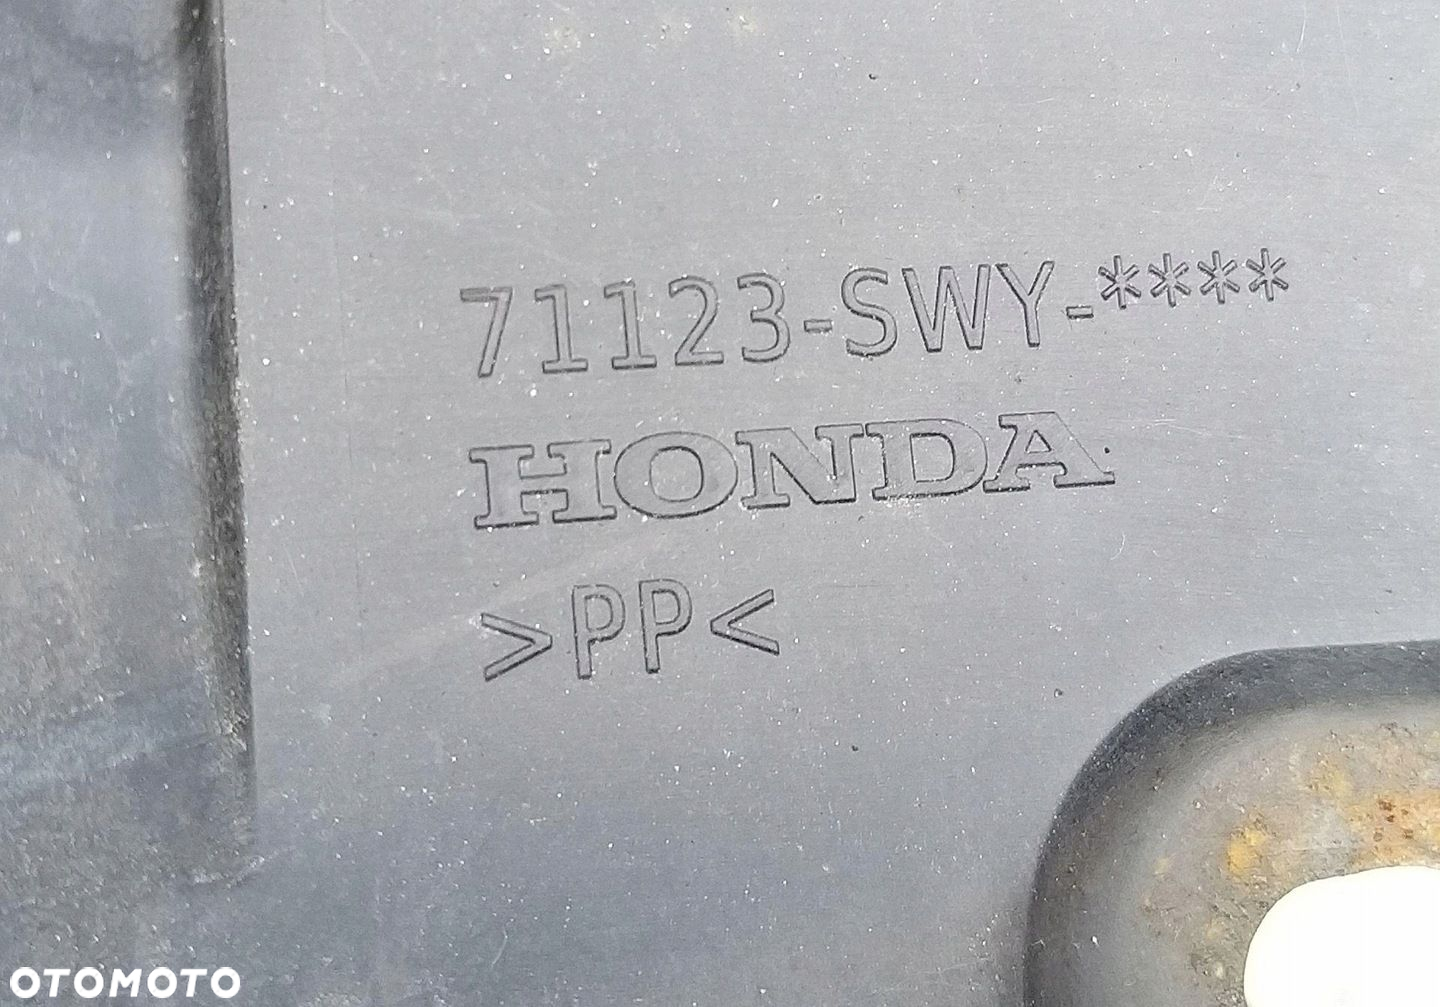 71123-SWY-****
HONDA
>PP<
OTOMOTO